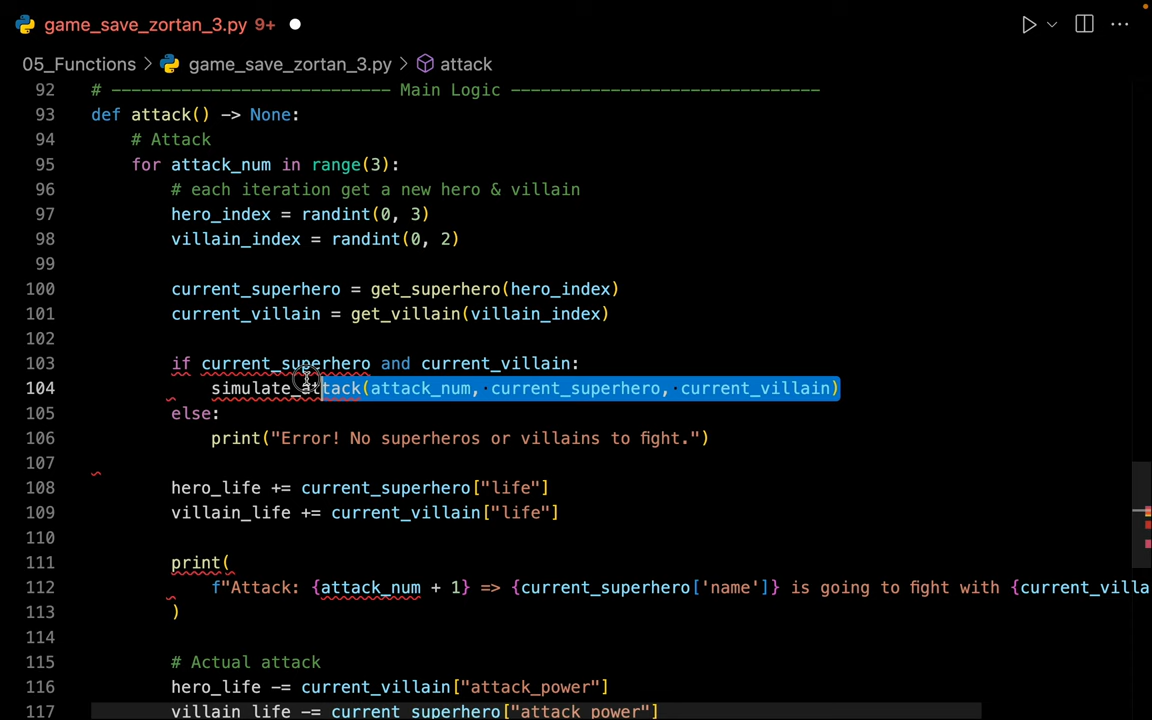 game_save_zortan_3.py 9+
05_Functions > game_save_zortan_3.py > attack
92 # ---------------------------- Main Logic -------------------------------
93 def attack() -> None:
94 # Attack
95 for attack_num in range(3):
96 # each iteration get a new hero & villain
97 hero_index = randint(0, 3)
98 villain_index = randint(0, 2)
99
100 current_superhero = get_superhero(hero_index)
101 current_villain = get_villain(villain_index)
102
103 if current_superhero and current_villain:
104 simulate_attack(attack_num, current_superhero, current_villain)
105 else:
106 print("Error! No superheros or villains to fight.")
107
108 hero_life += current_superhero["life"]
109 villain_life += current_villain["life"]
110
111 print(
112 f"Attack: {attack_num + 1} => {current_superhero['name']} is going to fight with {current_villa
113 )
114
115 # Actual attack
116 hero_life -= current_villain["attack_power"]
117 villain_life -= current_superhero["attack_power"]